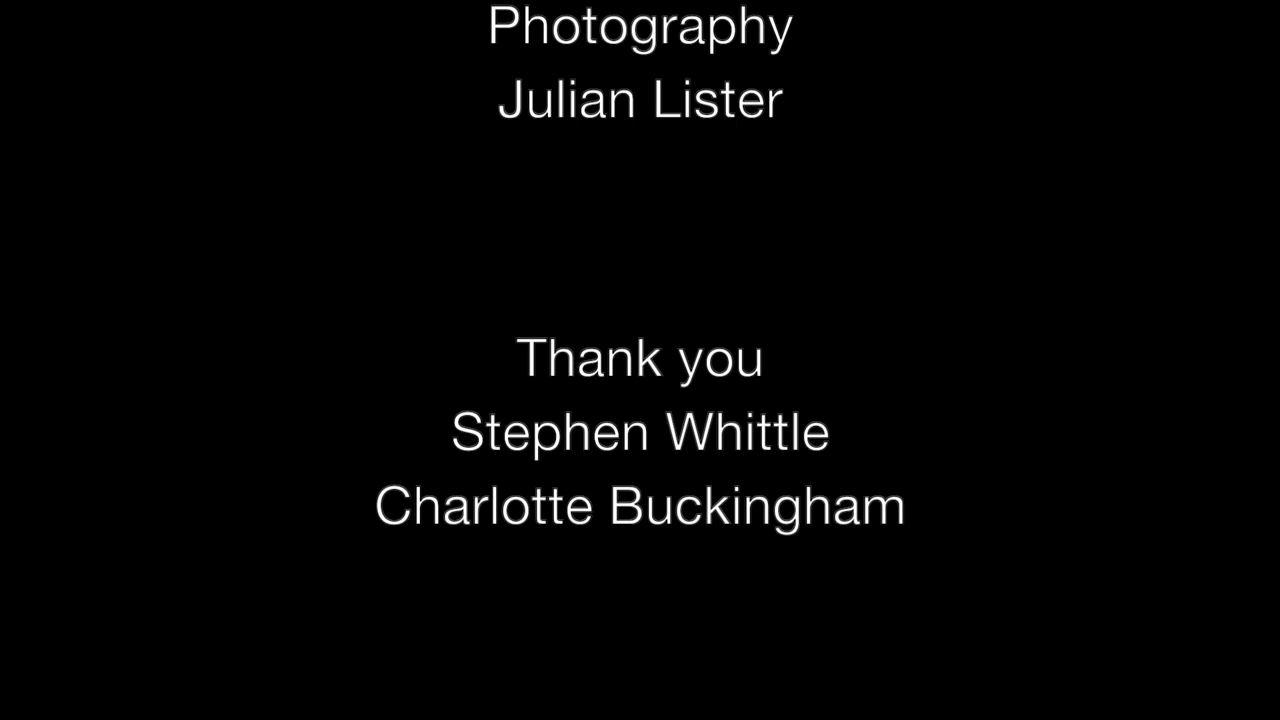 Photography
Julian Lister
Thank you
Stephen Whittle
Charlotte Buckingham